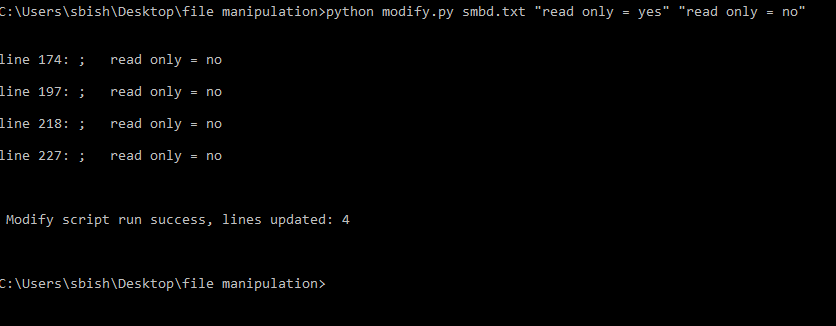 C:\Users\sbish\Desktop\file manipulation>python modify.py smbd.txt "read only = yes" "read only = no"
line 174: ;   read only = no
line 197: ;   read only = no
line 218: ;   read only = no
line 227: ;   read only = no
Modify script run success, lines updated: 4
C:\Users\sbish\Desktop\file manipulation>